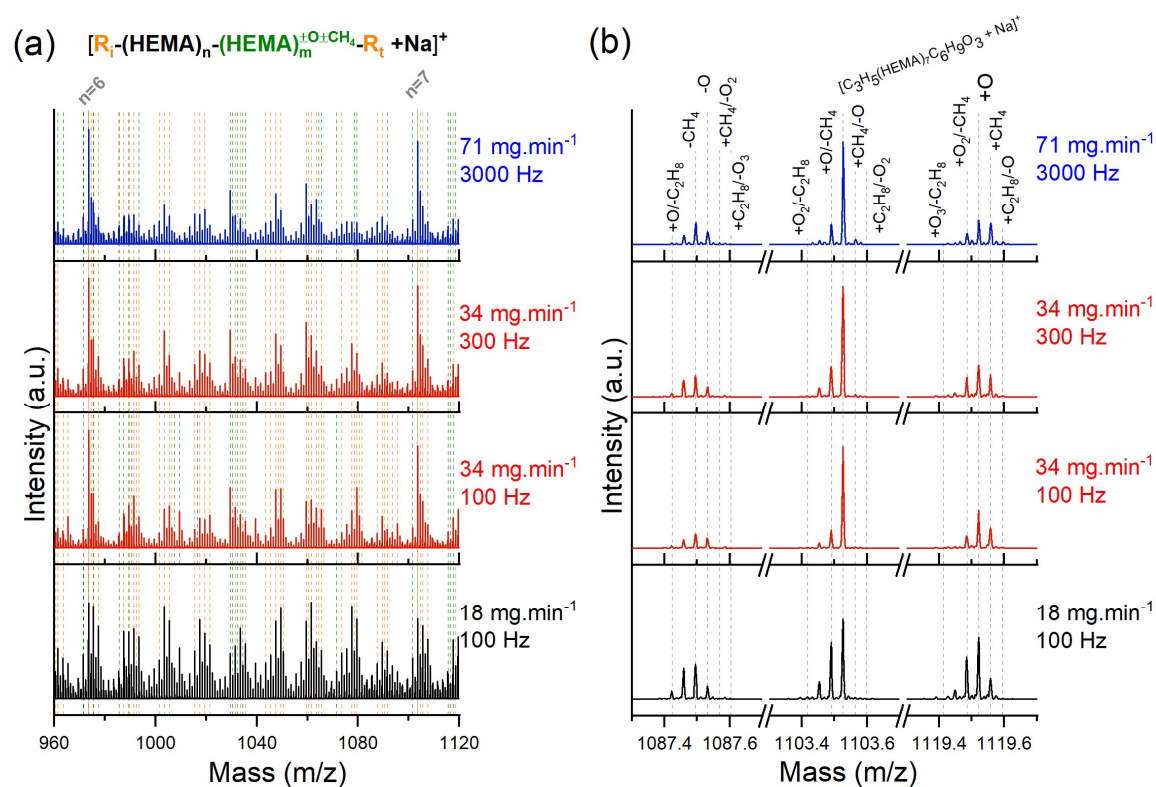 (a)
[Ri-(HEMA)n-(HEMA)m±O±CH4-Rt +Na]+
n=6
n=7
71 mg.min-1
3000 Hz
34 mg.min-1
300 Hz
34 mg.min-1
100 Hz
18 mg.min-1
100 Hz
Intensity (a.u.)
960
1000
1040
1080
1120
Mass (m/z)
(b)
[C3H5(HEMA)7C6H9O3 + Na]+
+O/-C2H8
-CH4
-O
+CH4/-O2
+C2H8/-O3
+O2/-C2H8
+O/-CH4
+CH4/-O
+C2H8/-O2
+O3/-C2H8
+O2/-CH4
+O
+CH4
+C2H8/-O
71 mg.min-1
3000 Hz
34 mg.min-1
300 Hz
34 mg.min-1
100 Hz
18 mg.min-1
100 Hz
Intensity (a.u.)
1087.4
1087.6
1103.4
1103.6
1119.4
1119.6
Mass (m/z)